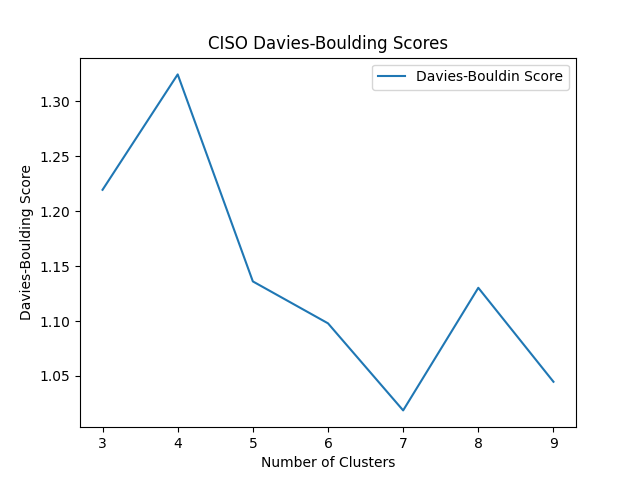 CISO Davies-Boulding Scores
Davies-Bouldin Score
1.30
1.25
1.20
1.15
1.10
1.05
Davies-Boulding Score
3 4 5 6 7 8 9
Number of Clusters